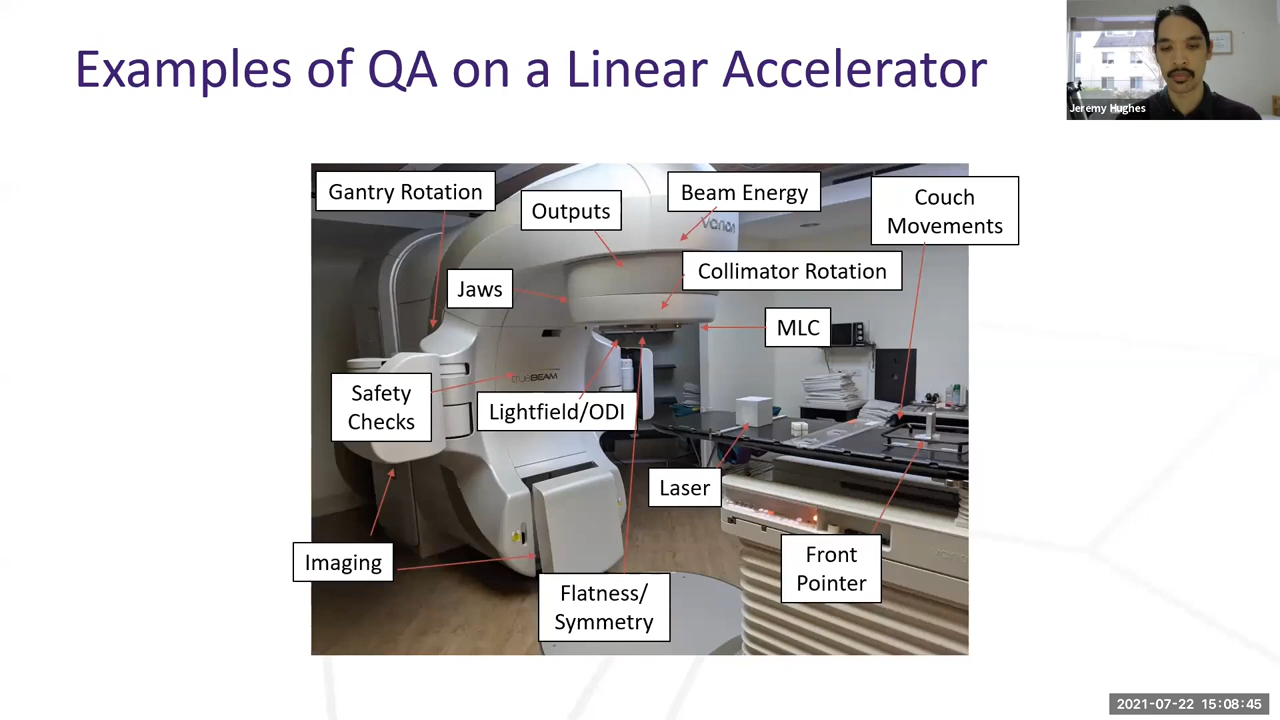 Examples of QA on a Linear Accelerator
Jeremy Hughes
Gantry Rotation
Outputs
Beam Energy
Couch
Movements
varian
Collimator Rotation
Jaws
MLC
Safety
Checks
trueBEAM
Lightfield/ODI
Laser
Imaging
Front
Pointer
Flatness/
Symmetry
2021-07-22 15:08:45